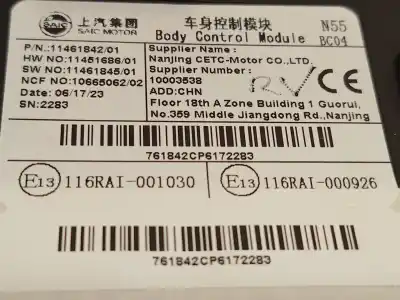 上汽集团
SAIC MOTOR
车身控制模块
Body Control Module
N55
BC04
P/N.:11461842/01
HW NO:11451686/01
SW NO:11461845/01
NCF NO:10665062/02
Date: 06/17/23
SN:2283
Supplier Name:
Nanjing CETC-Motor CO.,LTD.
Supplier Number:
10003538
ADD:CHN
Floor 18th A Zone Building 1 Guorui,
No.359 Middle Jiangdong Rd.,Nanjing
RV
CE
761842CP6172283
E13 116RAI-001030
E13 116RAI-000926
761842CP6172283